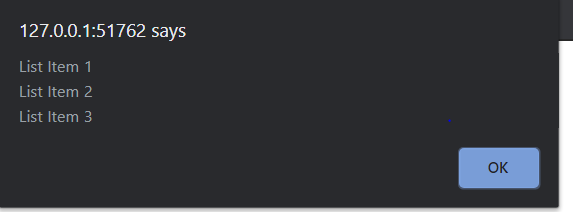 127.0.0.1:51762 says
List Item 1
List Item 2
List Item 3
OK